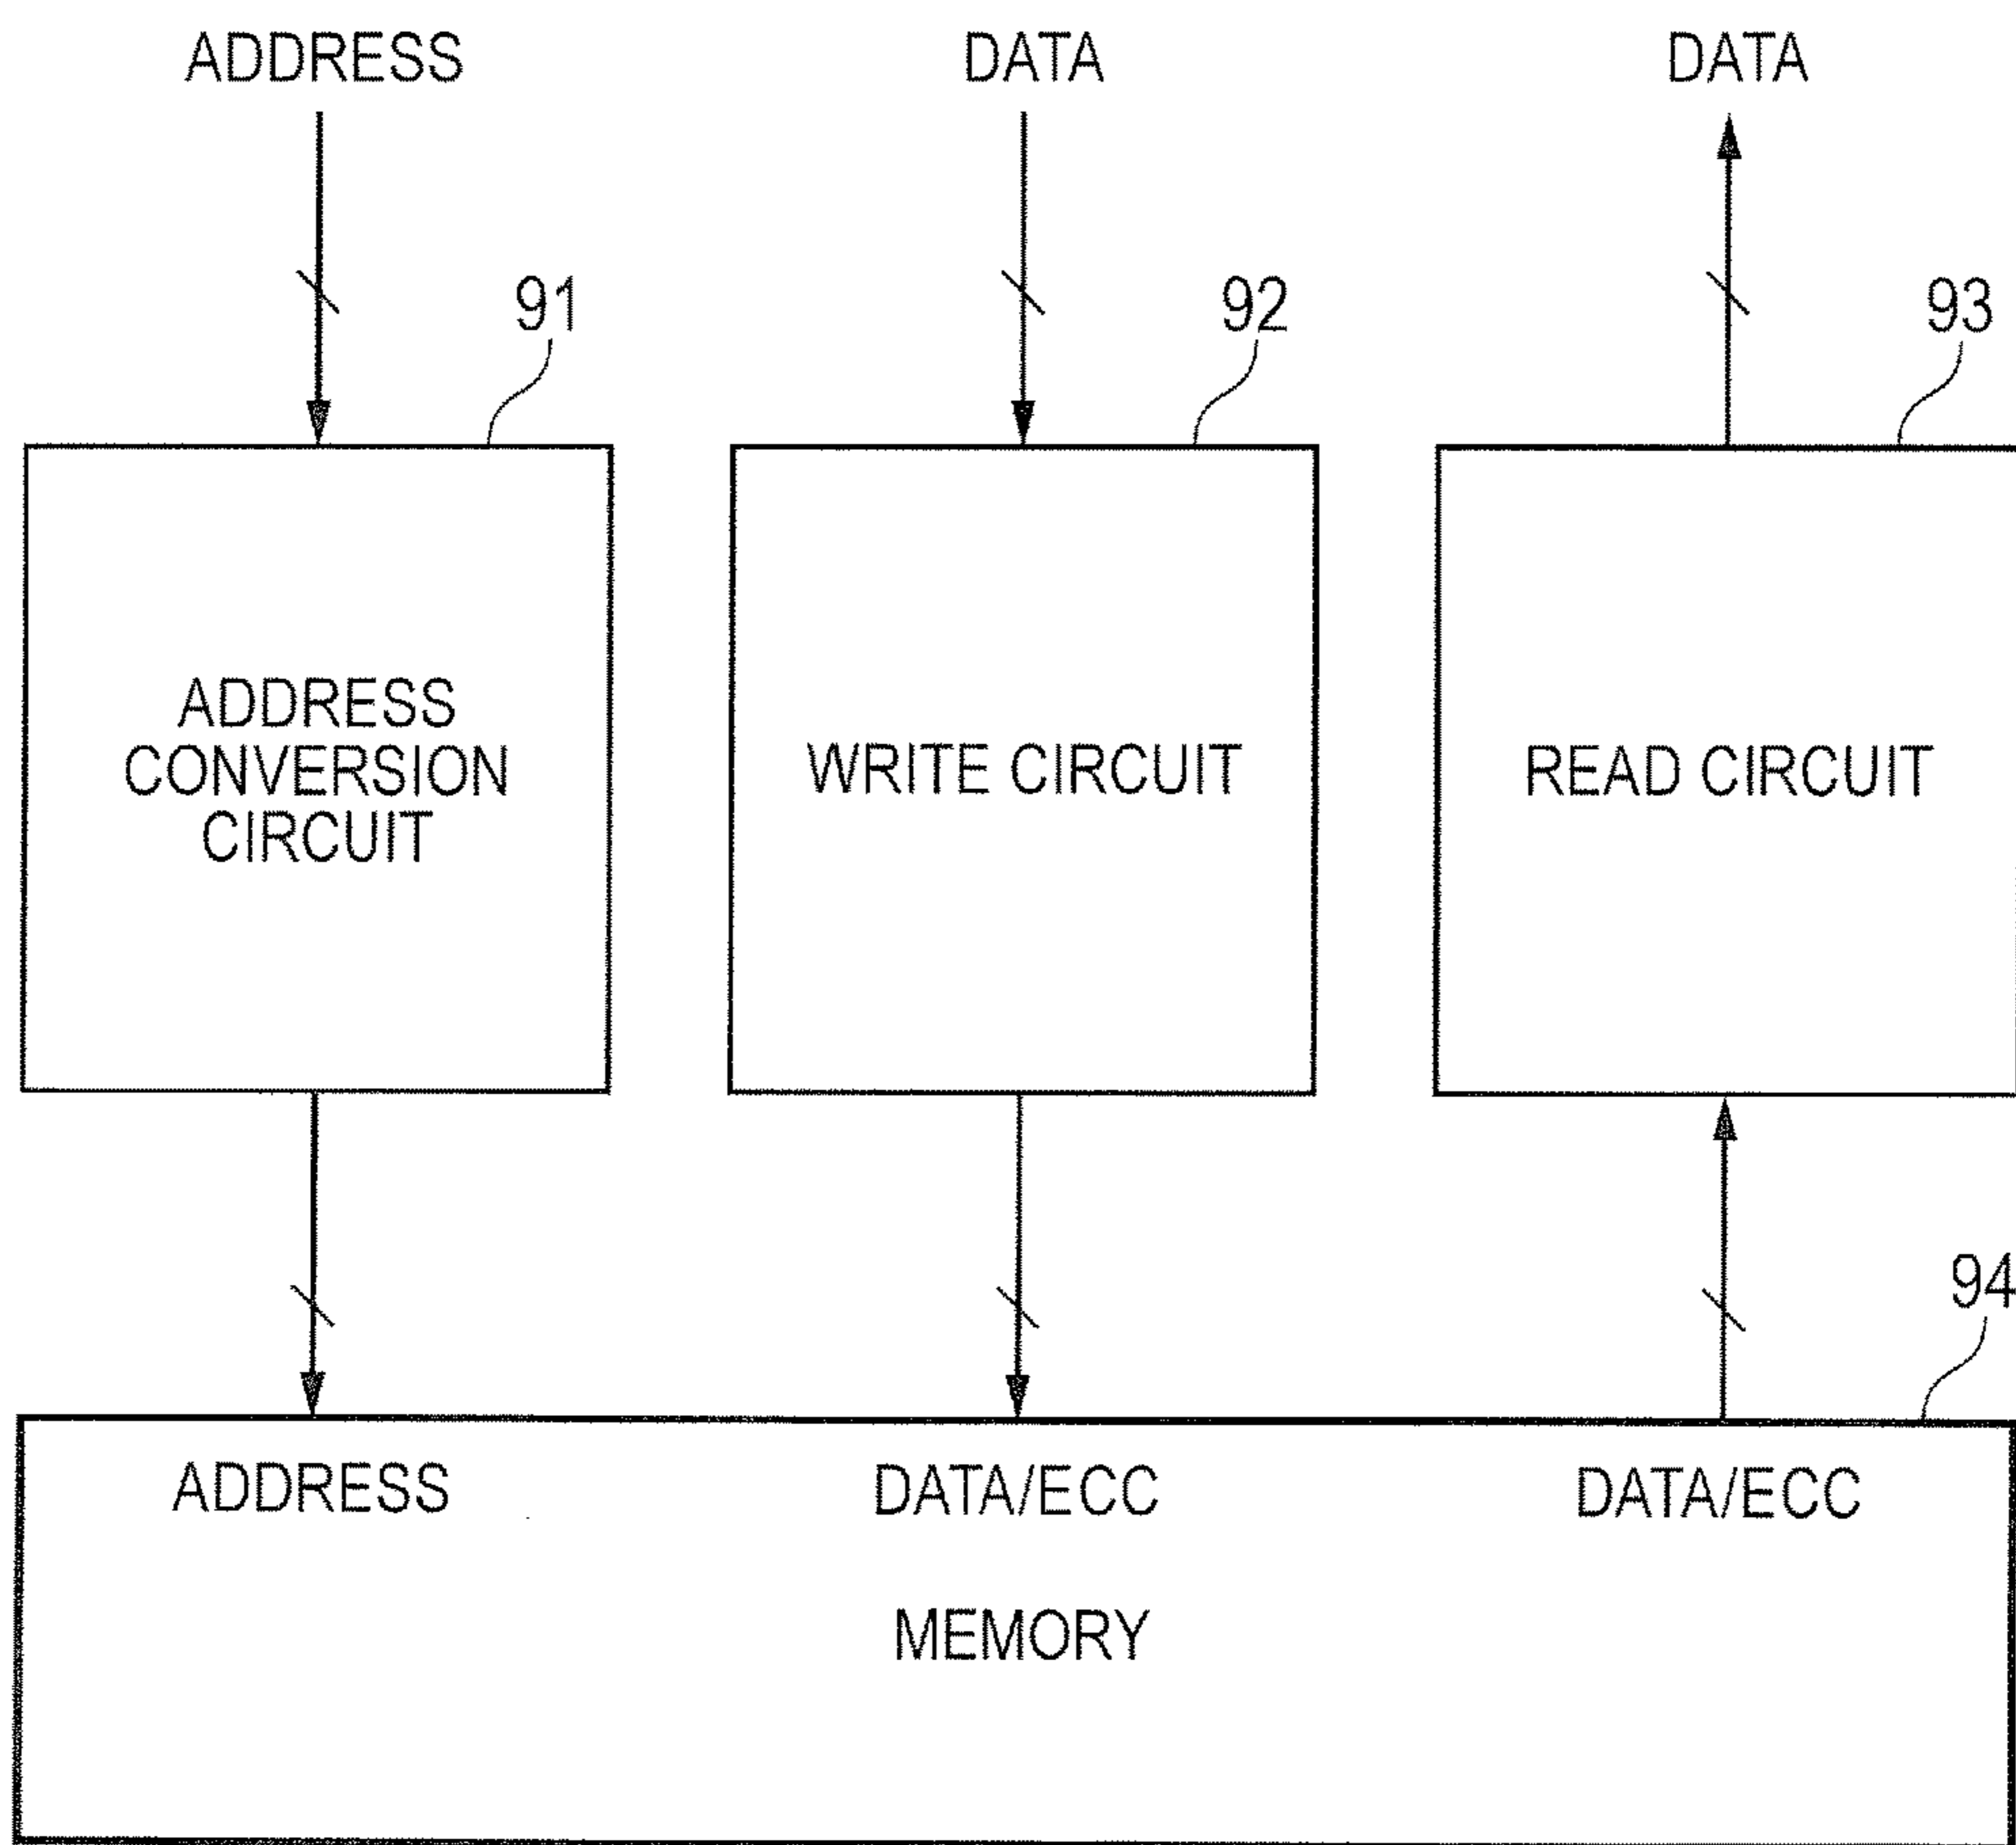 ADDRESS
DATA
DATA
91
92
93
ADDRESS
CONVERSION
CIRCUIT
WRITE CIRCUIT
READ CIRCUIT
94
ADDRESS
DATA/ECC
DATA/ECC
MEMORY